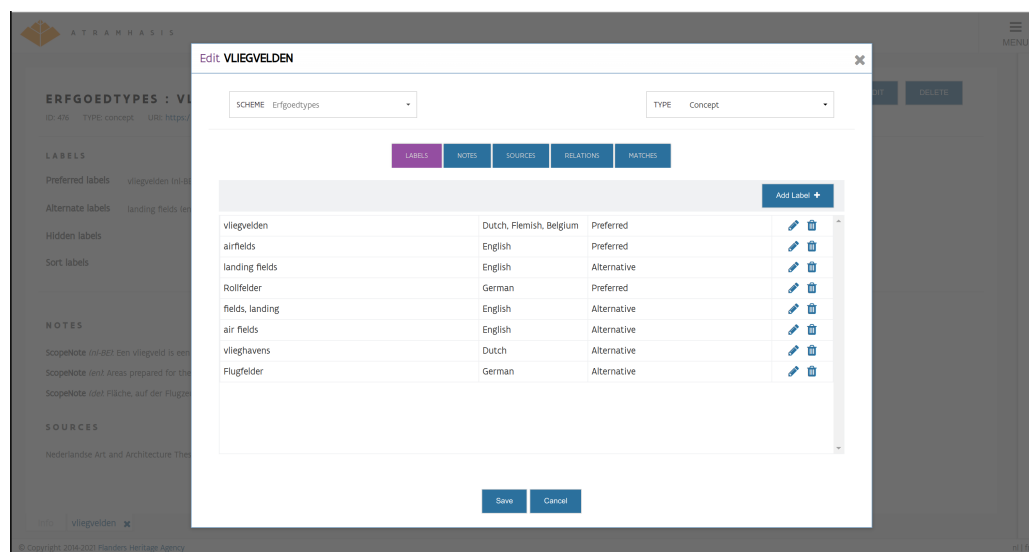 ATRAMHASIS
MENU
Edit VLIEGVELDEN
ERFGOEDTYPES : VL
DELETE
SCHEME Erfgoedtypes
TYPE Concept
ID: 476 TYPE: concept URI: https:/
LABELS
NOTES
SOURCES
RELATIONS
MATCHES
LABELS
Preferred labels vliegvelden (nl-BE
Alternate labels landing fields (en
Hidden labels
Sort labels
Add Label +
vliegvelden Dutch, Flemish, Belgium Preferred
airfields English Preferred
landing fields English Alternative
Rollfelder German Preferred
fields, landing English Alternative
air fields English Alternative
vlieghavens Dutch Alternative
Flugfelder German Alternative
NOTES
ScopeNote (nl-BE): Een vliegveld is een
ScopeNote (en): Areas prepared for the
ScopeNote (de): Fläche, auf der Flugze
SOURCES
Nederlandse Art and Architecture Thes
Save
Cancel
vliegvelden
© Copyright 2014-2021 Flanders Heritage Agency